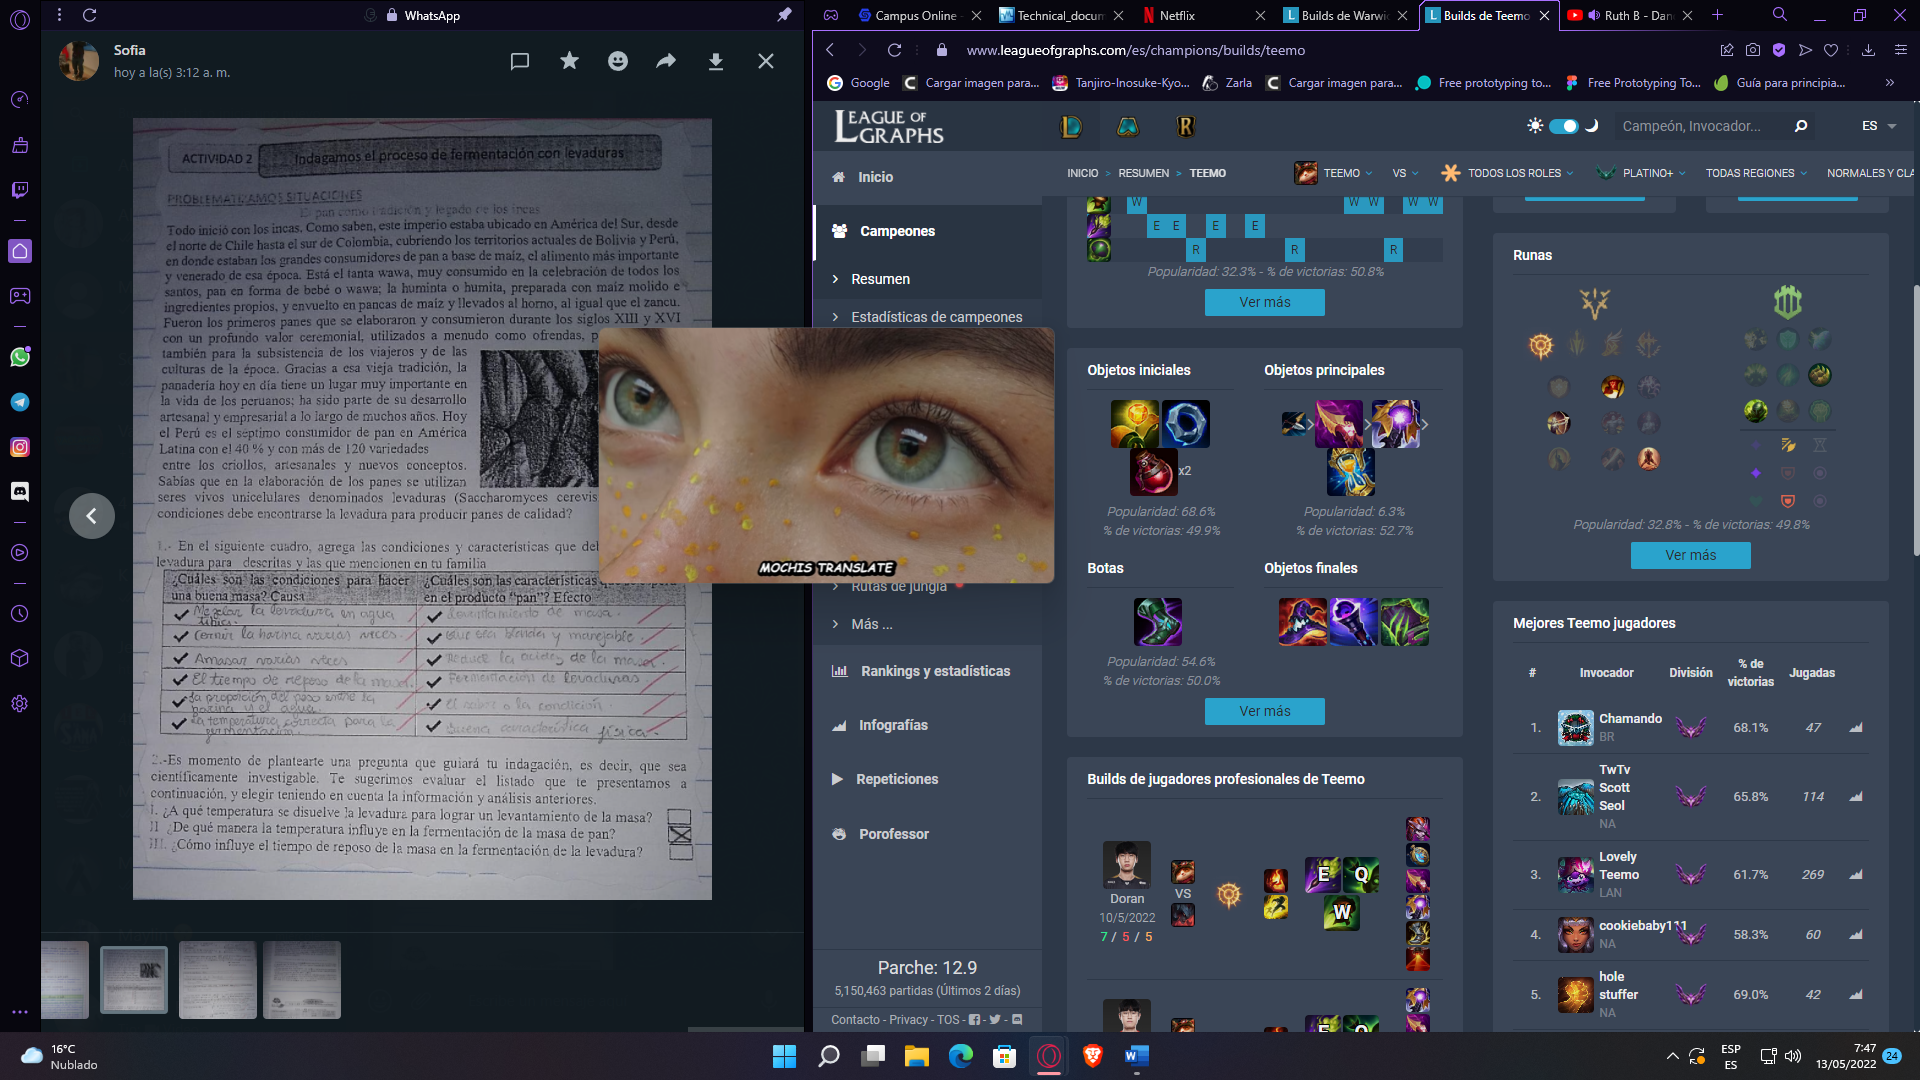 WhatsApp
Sofia
hoy a la(s) 3:12 a. m.
ACTIVIDAD 2
Indagamos el proceso de fermentación con levaduras
PROBLEMATIZAMOS SITUACIONES
El pan como tradición y legado de los incas
Todo inició con los incas. Como saben, este imperio estaba ubicado en América del Sur, desde
el norte de Chile hasta el sur de Colombia, cubriendo los territorios actuales de Bolivia y Perú,
en donde estaban los grandes consumidores de pan a base de maíz, el alimento más importante
y venerado de esa época. Está el tanta wawa, muy consumido en la celebración de todos los
santos, pan en forma de bebé o wawa; la huminta o humita, preparada con maíz molido e
ingredientes propios, y envuelto en pancas de maíz y llevados al horno, al igual que el zancu.
Fueron los primeros panes que se elaboraron y consumieron durante los siglos XIII y XVI
con un profundo valor ceremonial, utilizados a menudo como ofrendas, p
también para la subsistencia de los viajeros y de las
culturas de la época. Gracias a esa vieja tradición, la
panadería hoy en día tiene un lugar muy importante en
la vida de los peruanos; ha sido parte de su desarrollo
artesanal y empresarial a lo largo de muchos años. Hoy
el Perú es el septimo consumidor de pan en América
Latina con el 40 % y con más de 120 variedades
entre los criollos, artesanales y nuevos conceptos.
Sabías que en la elaboración de los panes se utilizan
seres vivos unicelulares denominados levaduras (Saccharomyces cerevis
condiciones debe encontrarse la levadura para producir panes de calidad?
1.- En el siguiente cuadro, agrega las condiciones y características que del
levadura para descritas y las que mencionen en tu familia
¿Cuáles son las condiciones para hacer
una buena masa? Causa
¿Cuáles son las características que
en el producto "pan"? Efecto
Mezclar la levadura en agua
tibia.
Levantamiento de masa.
Cernir la harina varias veces.
blanda y manejable
Amasar varias veces
Reduce la acidez de la masa.
El tiempo de reposo de la masa.
Fermentación de levaduras.
La proporción del peso entre la
harina y el agua.
El sabor a la condición.
La temperatura correcta para la
fermentación.
buena característica física.
2.-Es momento de plantearte una pregunta que guiará tu indagación, es decir, que sea
científicamente investigable. Te sugerimos evaluar el listado que te presentamos a
continuación, y elegir teniendo en cuenta la información y análisis anteriores.
I. ¿A qué temperatura se disuelve la levadura para lograr un levantamiento de la masa?
II ¿De qué manera la temperatura influye en la fermentación de la masa de pan?
III. ¿Cómo influye el tiempo de reposo de la masa en la fermentación de la levadura?
MOCHIS TRANSLATE
Campus Online -
Technical_docum
Netflix
Builds de Warwi
Builds de Teemo
Ruth B - Dan
www.leagueofgraphs.com/es/champions/builds/teemo
Google
Cargar imagen para...
Tanjiro-Inosuke-Kyo...
Zarla
Cargar imagen para...
Free prototyping to...
Free Prototyping To...
Guía para principia...
LEAGUE OF GRAPHS
Campeón, Invocador...
ES
Inicio
Campeones
Resumen
Estadísticas de campeones
Rutas de jungla
Más ...
Rankings y estadísticas
Infografías
Repeticiones
Porofessor
Parche: 12.9
5,150,463 partidas (Últimos 2 días)
Contacto - Privacy - TOS -
INICIO > RESUMEN > TEEMO
TEEMO
VS
TODOS LOS ROLES
PLATINO+
TODAS REGIONES
NORMALES Y CLA
W W W W W
E E E E
R R R
Popularidad: 32.3% - % de victorias: 50.8%
Ver más
Objetos iniciales
x2
Popularidad: 68.6%
% de victorias: 49.9%
Objetos principales
Popularidad: 6.3%
% de victorias: 52.7%
Botas
Popularidad: 54.6%
% de victorias: 50.0%
Objetos finales
Ver más
Builds de jugadores profesionales de Teemo
Doran
10/5/2022
7 / 5 / 5
VS
E Q
W
E Q
Runas
Popularidad: 32.8% - % de victorias: 49.8%
Ver más
Mejores Teemo jugadores
# Invocador División % de victorias Jugadas
1. Chamando BR 68.1% 47
2. TwTv Scott Seol NA 65.8% 114
3. Lovely Teemo LAN 61.7% 269
4. cookiebaby111 NA 58.3% 60
5. hole stuffer NA 69.0% 42
16°C
Nublado
ESP
ES
7:47
13/05/2022
24